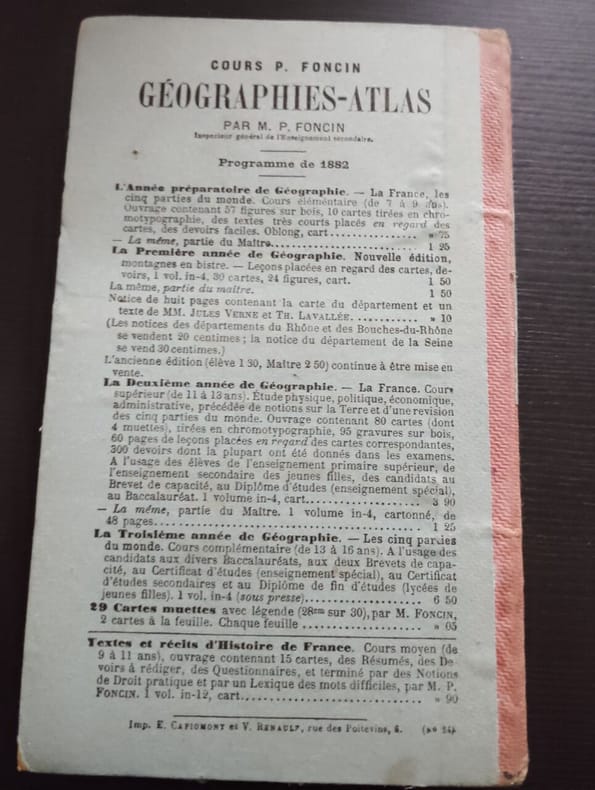 COURS P. FONCIN
GÉOGRAPHIES-ATLAS
PAR M. P. FONCIN
Inspecteur général de l'Enseignement secondaire.
Programme de 1882
L'Année préparatoire de Géographie. — La France, les
cinq parties du monde. Cours élémentaire (de 7 à 9 ans).
Ouvrage contenant 57 figures sur bois, 10 cartes tirées en chro-
motypographie, des textes très courts placés en regard des
cartes, des devoirs faciles. Oblong, cart. » 75
— La même, partie du Maître. 1 25
La Première année de Géographie. Nouvelle édition,
montagnes en bistre. — Leçons placées en regard des cartes, de-
voirs, 1 vol. in-4, 30 cartes, 24 figures, cart. 1 50
La même, partie du maître. 1 50
Notice de huit pages contenant la carte du département et un
texte de MM. JULES VERNE et TH. LAVALLÉE. » 10
(Les notices des départements du Rhône et des Bouches-du-Rhône
se vendent 20 centimes ; la notice du département de la Seine
se vend 30 centimes.)
L'ancienne édition (élève 1 30, Maître 2 50) continue à être mise en
vente.
La Deuxième année de Géographie. — La France. Cours
supérieur (de 11 à 13 ans). Etude physique, politique, économique,
administrative, précédée de notions sur la Terre et d'une revision
des cinq parties du monde. Ouvrage contenant 80 cartes (dont
4 muettes), tirées en chromotypographie, 95 gravures sur bois,
60 pages de leçons placées en regard des cartes correspondantes,
300 devoirs dont la plupart ont été donnés dans les examens.
A l'usage des élèves de l'enseignement primaire supérieur, de
l'enseignement secondaire des jeunes filles, des candidats au
Brevet de capacité, au Diplôme d'études (enseignement spécial),
au Baccalauréat. 1 volume in-4, cart. 3 90
— La même, partie du Maître. 1 volume in-4, cartonné, de
48 pages. 1 25
La Troisième année de Géographie. — Les cinq parties
du monde. Cours complémentaire (de 13 à 16 ans). A l'usage des
candidats aux divers Baccalauréats, aux deux Brevets de capa-
cité, au Certificat d'études (enseignement spécial), au Certificat
d'études secondaires et au Diplôme de fin d'études (lycées de
jeunes filles). 1 vol. in-4 (sous presse). 6 50
29 Cartes muettes avec légende (28cm sur 30), par M. FONCIN,
2 cartes à la feuille. Chaque feuille » 05
Textes et récits d'Histoire de France. Cours moyen (de
9 à 11 ans), ouvrage contenant 15 cartes, des Résumés, des De-
voirs à rédiger, des Questionnaires, et terminé par des Notions
de Droit pratique et par un Lexique des mots difficiles, par M. P.
FONCIN. 1 vol. in-12, cart. » 90
Imp. E. CAPIOMONT et V. RENAULT, rue des Poitevins, 6. (No 24)